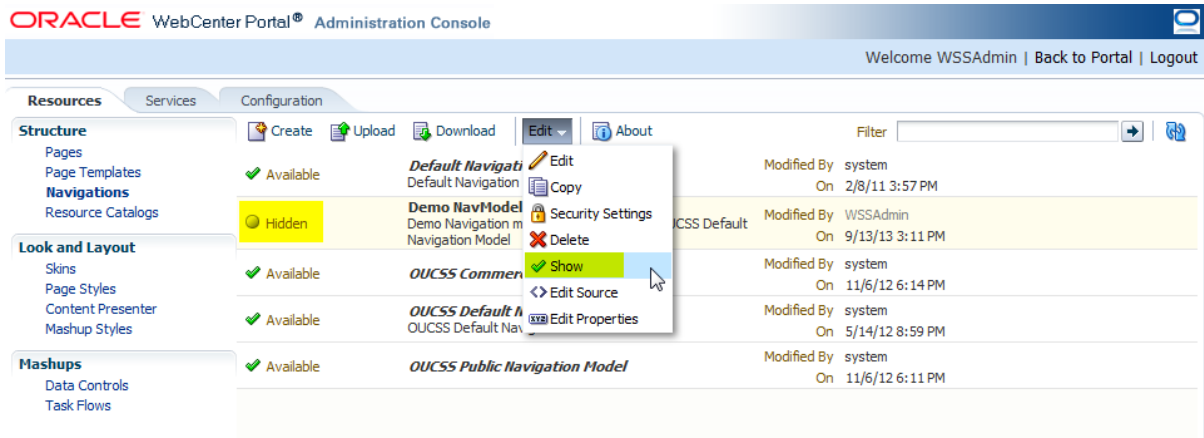 ORACLE WebCenter Portal® Administration Console
Welcome WSSAdmin | Back to Portal | Logout
Resources Services Configuration
Structure
Pages
Page Templates
Navigations
Resource Catalogs
Look and Layout
Skins
Page Styles
Content Presenter
Mashup Styles
Mashups
Data Controls
Task Flows
Create Upload Download Edit About Filter
Available Default Navigati Modified By system
Default Navigation On 2/8/11 3:57 PM
Hidden Demo NavModel Modified By WSSAdmin
Demo Navigation m JCSS Default
Navigation Model On 9/13/13 3:11 PM
Available OUCSS Commer Modified By system
On 11/6/12 6:14 PM
Available OUCSS Default N Modified By system
OUCSS Default Nav On 5/14/12 8:59 PM
Available OUCSS Public Navigation Model Modified By system
On 11/6/12 6:11 PM
Edit
Copy
Security Settings
Delete
Show
Edit Source
xyz Edit Properties